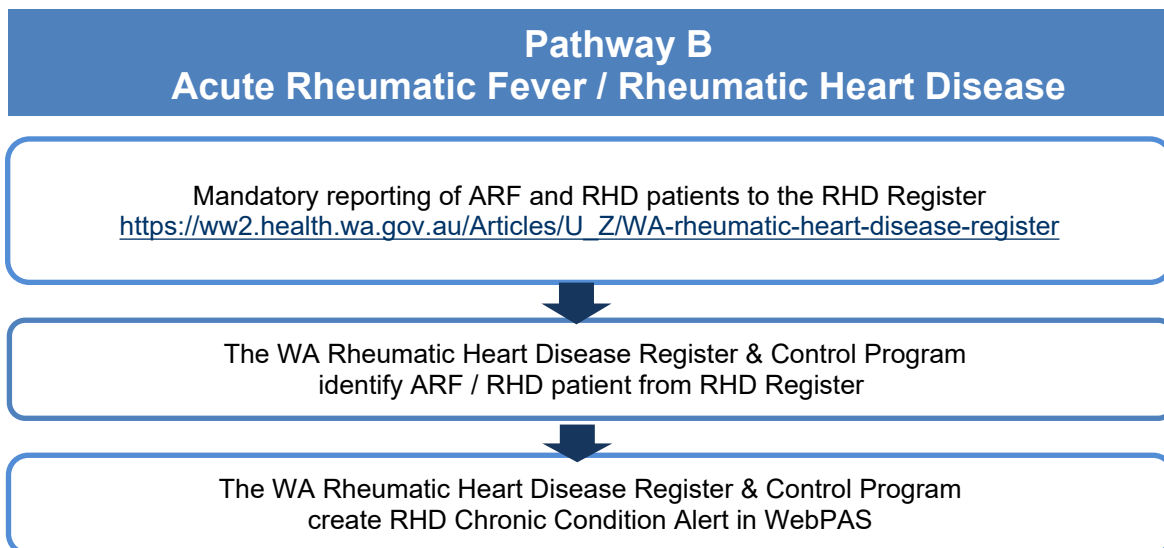 Pathway B
Acute Rheumatic Fever / Rheumatic Heart Disease
Mandatory reporting of ARF and RHD patients to the RHD Register
https://ww2.health.wa.gov.au/Articles/U_Z/WA-rheumatic-heart-disease-register
The WA Rheumatic Heart Disease Register & Control Program
identify ARF / RHD patient from RHD Register
The WA Rheumatic Heart Disease Register & Control Program
create RHD Chronic Condition Alert in WebPAS